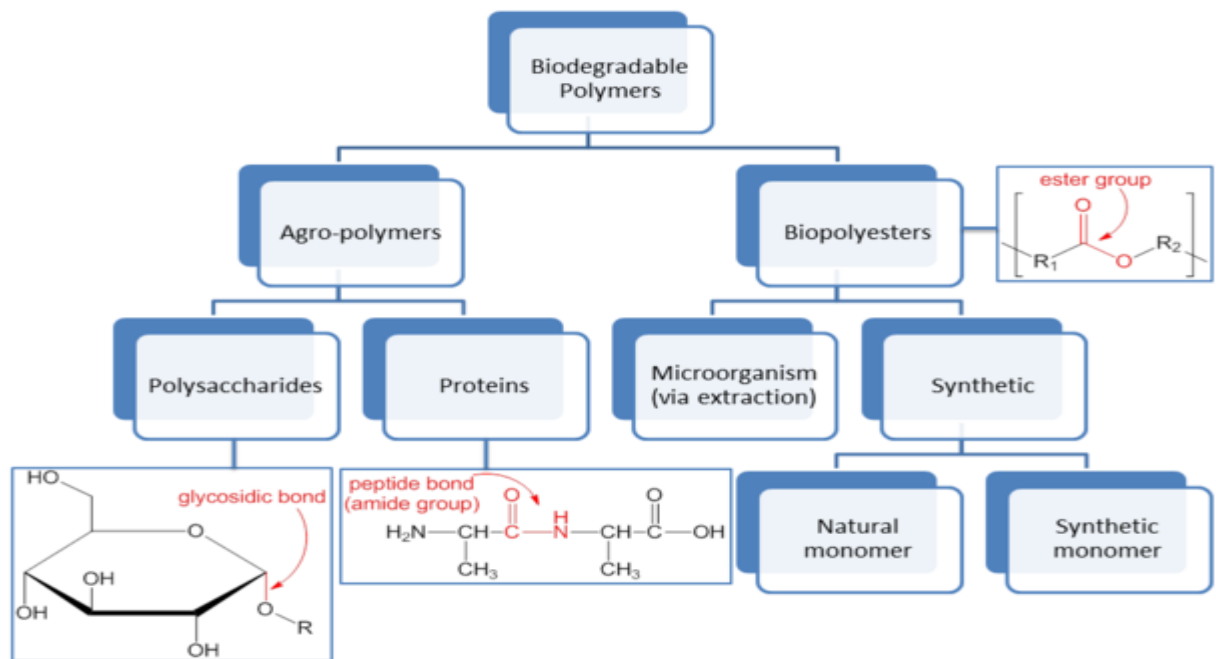 Biodegradable
Polymers
Agro-polymers
Biopolyesters
ester group
O
R1
O
R2
Polysaccharides
Proteins
Microorganism
(via extraction)
Synthetic
HO
glycosidic bond
O
OH
OH
OH
O
R
peptide bond
(amide group)
O
H
O
H2N—CH—C—N—CH—C—OH
CH3
CH3
Natural
monomer
Synthetic
monomer